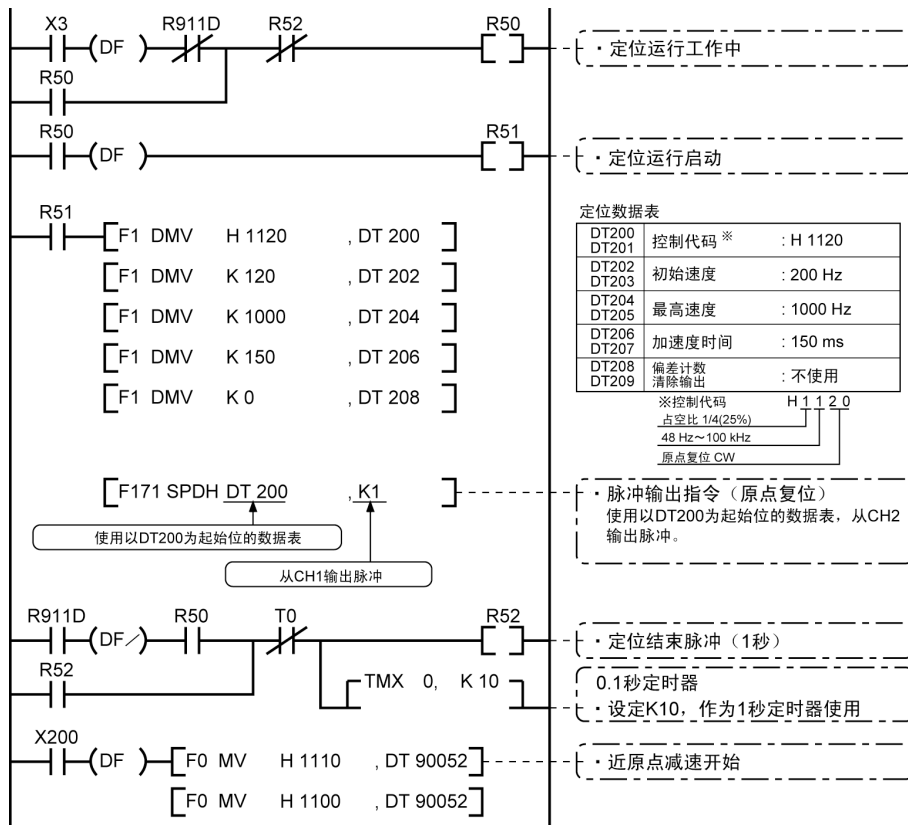 X3 R911D R52 R50
(DF )
· 定位运行工作中
R50
R50 R51
(DF )
· 定位运行启动
R51
F1 DMV H 1120 , DT 200
F1 DMV K 120 , DT 202
F1 DMV K 1000 , DT 204
F1 DMV K 150 , DT 206
F1 DMV K 0 , DT 208
定位数据表
DT200 DT201 控制代码※ : H 1120
DT202 DT203 初始速度 : 200 Hz
DT204 DT205 最高速度 : 1000 Hz
DT206 DT207 加速度时间 : 150 ms
DT208 DT209 偏差计数清除输出 : 不使用
※控制代码 H 1 1 2 0
占空比 1/4(25%)
48 Hz～100 kHz
原点复位 CW
F171 SPDH DT 200 , K1
使用以DT200为起始位的数据表
从CH1输出脉冲
· 脉冲输出指令（原点复位）
使用以DT200为起始位的数据表，从CH2
输出脉冲。
R911D R50 T0 R52
(DF/)
· 定位结束脉冲（1秒）
R52
TMX 0, K 10
0.1秒定时器
· 设定K10，作为1秒定时器使用
X200
(DF ) F0 MV H 1110 , DT 90052
· 近原点减速开始
F0 MV H 1100 , DT 90052